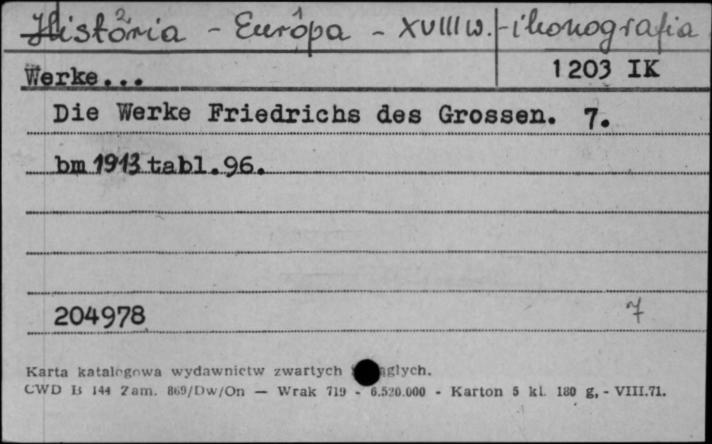 Historia - Europa - XVIII w. - ikonografia
1203 IK
Werke...
Die Werke Friedrichs des Grossen. 7.
bm 1913 tabl.96.
204978
7
Karta katalogowa wydawnictw zwartych
CWD B 144 Zam. 869/Dw/On — Wrak 719 - 6.520.000 - Karton 5 kl. 180 g, - VIII.71.